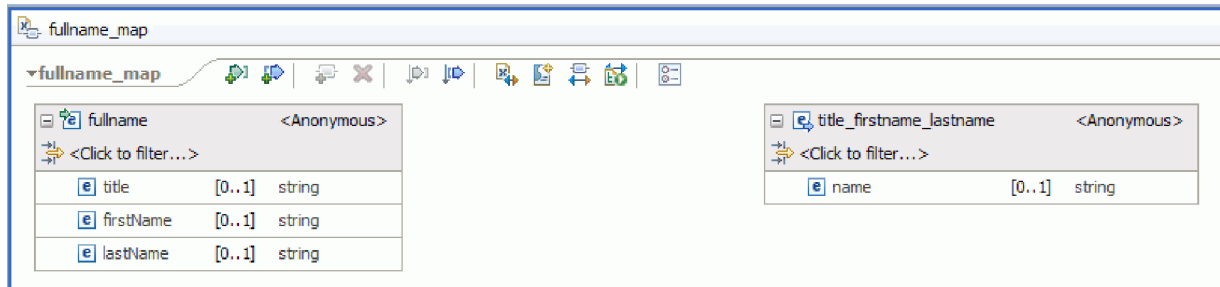 fullname_map
fullname_map
fullname <Anonymous>
<Click to filter...>
title [0..1] string
firstName [0..1] string
lastName [0..1] string
title_firstname_lastname <Anonymous>
<Click to filter...>
name [0..1] string